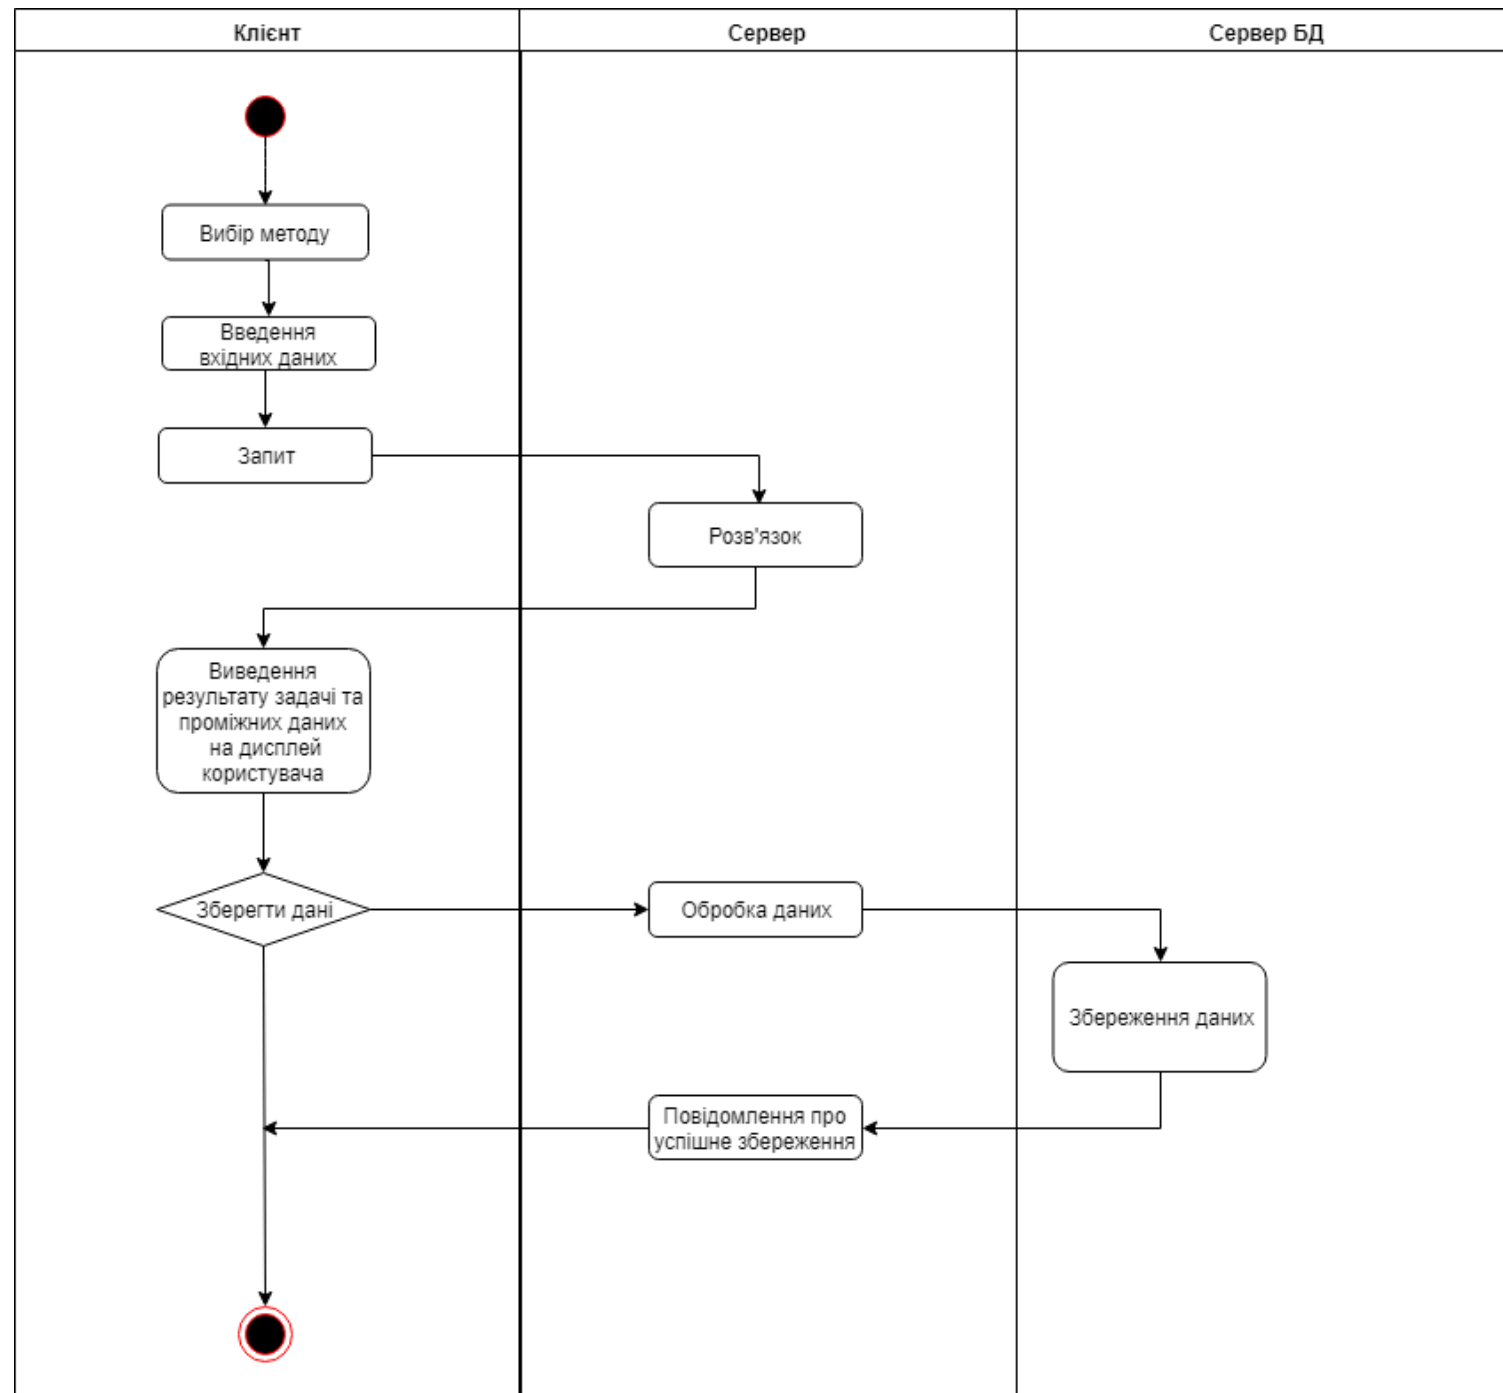 Клієнт
Сервер
Сервер БД
Вибір методу
Введення
вхідних даних
Запит
Розв'язок
Виведення
результату задачі та
проміжних даних
на дисплей
користувача
Зберегти дані
Обробка даних
Збереження даних
Повідомлення про
успішне збереження